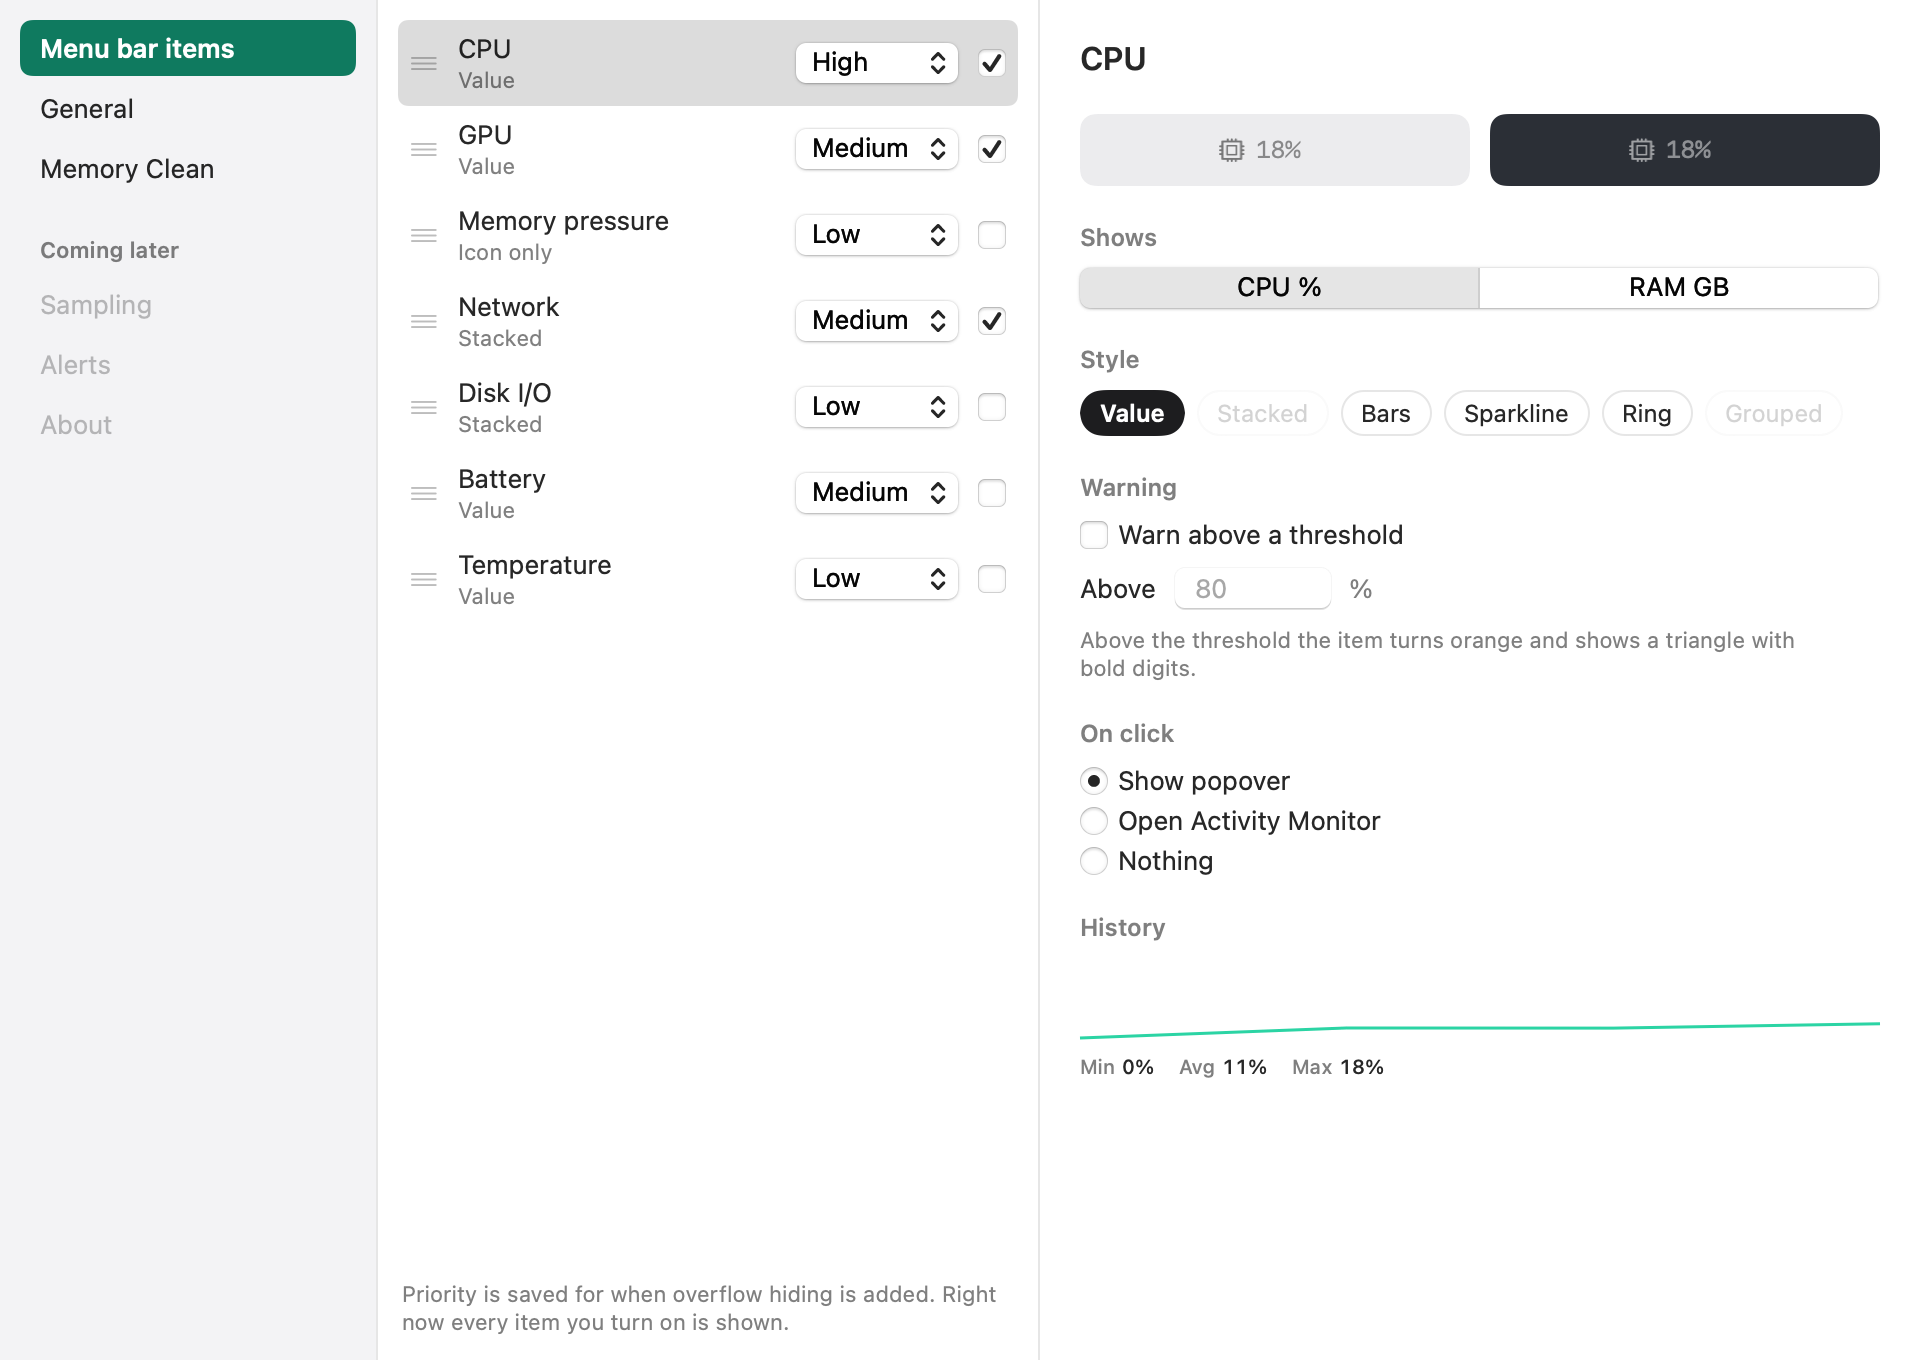 Menu bar items
General
Memory Clean
Coming later
Sampling
Alerts
About
CPU
Value
High
GPU
Value
Medium
Memory pressure
Icon only
Low
Network
Stacked
Medium
Disk I/O
Stacked
Low
Battery
Value
Medium
Temperature
Value
Low
Priority is saved for when overflow hiding is added. Right
now every item you turn on is shown.
CPU
18%
18%
Shows
CPU %
RAM GB
Style
Value
Stacked
Bars
Sparkline
Ring
Grouped
Warning
Warn above a threshold
Above 80 %
Above the threshold the item turns orange and shows a triangle with
bold digits.
On click
Show popover
Open Activity Monitor
Nothing
History
Min 0% Avg 11% Max 18%